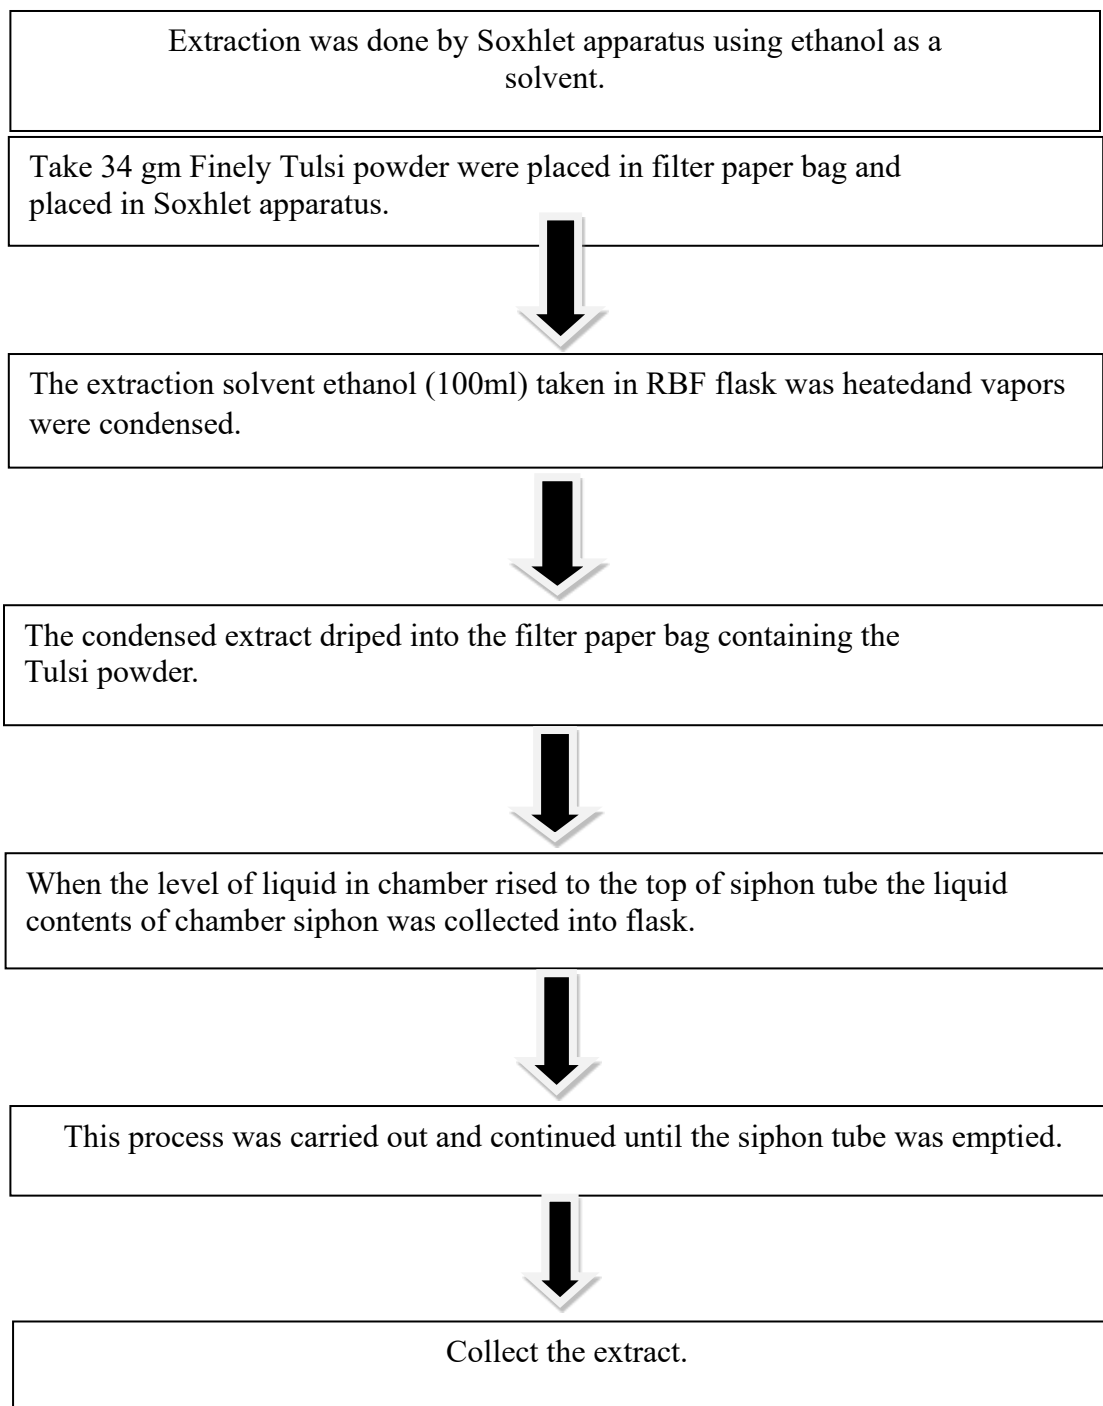 Extraction was done by Soxhlet apparatus using ethanol as a
solvent.
Take 34 gm Finely Tulsi powder were placed in filter paper bag and
placed in Soxhlet apparatus.
The extraction solvent ethanol (100ml) taken in RBF flask was heatedand vapors
were condensed.
The condensed extract driped into the filter paper bag containing the
Tulsi powder.
When the level of liquid in chamber rised to the top of siphon tube the liquid
contents of chamber siphon was collected into flask.
This process was carried out and continued until the siphon tube was emptied.
Collect the extract.